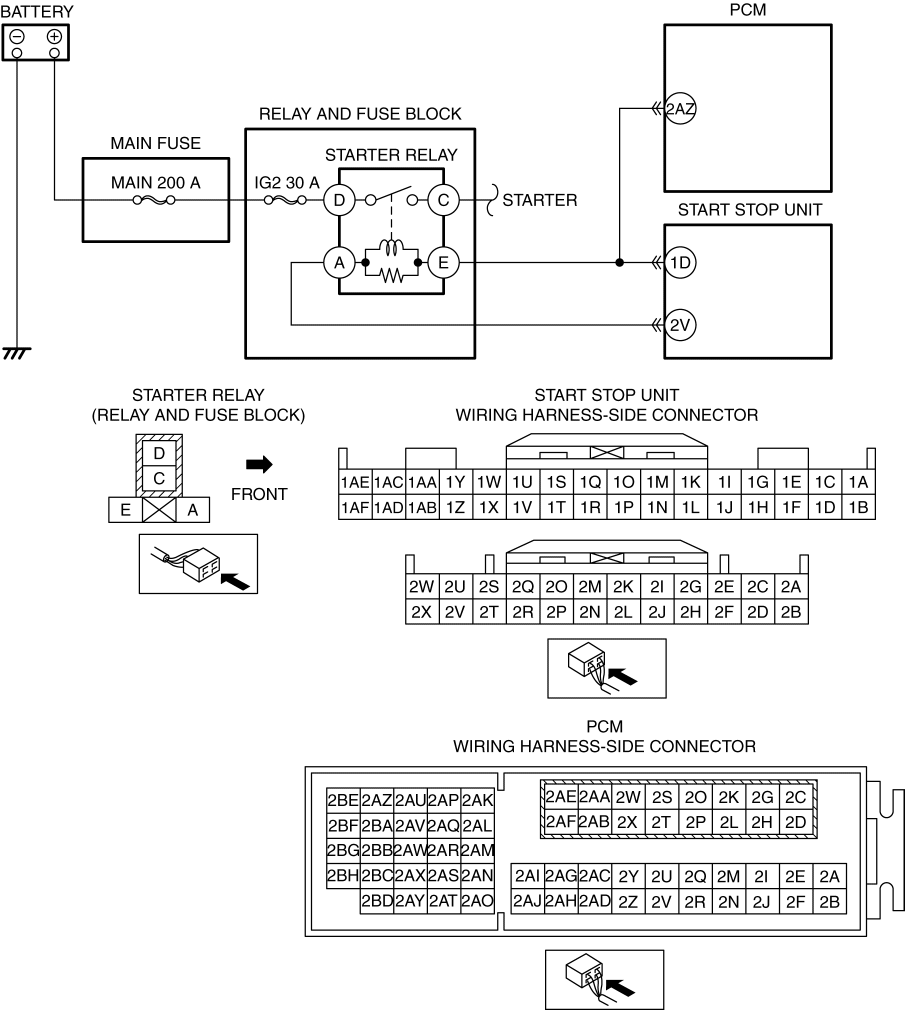 BATTERY
PCM
− +
2AZ
RELAY AND FUSE BLOCK
MAIN FUSE
STARTER RELAY
MAIN 200 A
IG2 30 A
D
C
STARTER
START STOP UNIT
A
E
1D
2V
STARTER RELAY
(RELAY AND FUSE BLOCK)
D
C
E
A
FRONT
START STOP UNIT
WIRING HARNESS-SIDE CONNECTOR
1AE 1AC 1AA 1Y 1W 1U 1S 1Q 1O 1M 1K 1I 1G 1E 1C 1A
1AF 1AD 1AB 1Z 1X 1V 1T 1R 1P 1N 1L 1J 1H 1F 1D 1B
2W 2U 2S 2Q 2O 2M 2K 2I 2G 2E 2C 2A
2X 2V 2T 2R 2P 2N 2L 2J 2H 2F 2D 2B
PCM
WIRING HARNESS-SIDE CONNECTOR
2BE 2AZ 2AU 2AP 2AK
2BF 2BA 2AV 2AQ 2AL
2BG 2BB 2AW 2AR 2AM
2BH 2BC 2AX 2AS 2AN
2BD 2AY 2AT 2AO
2AE 2AA 2W 2S 2O 2K 2G 2C
2AF 2AB 2X 2T 2P 2L 2H 2D
2AI 2AG 2AC 2Y 2U 2Q 2M 2I 2E 2A
2AJ 2AH 2AD 2Z 2V 2R 2N 2J 2F 2B